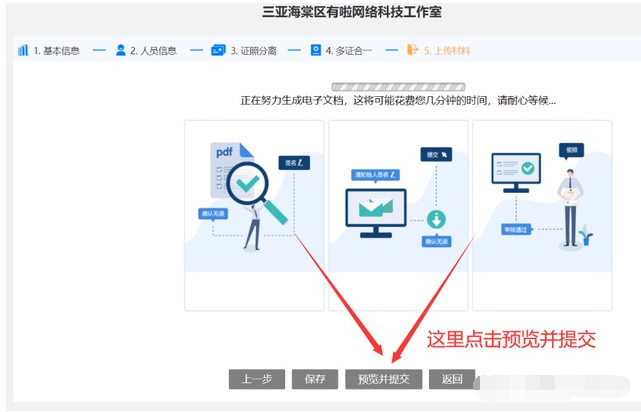 三亚海棠区有啦网络科技工作室
1. 基本信息 2. 人员信息 3. 证照分离 4. 多证合一 5. 上传材料
正在努力生成电子文档，这将可能花费您几分钟的时间，请耐心等候...
pdf
签名
确认无误
提交
通知他人签名
确认无误
领照
审核通过
这里点击预览并提交
上一步 保存 预览并提交 返回